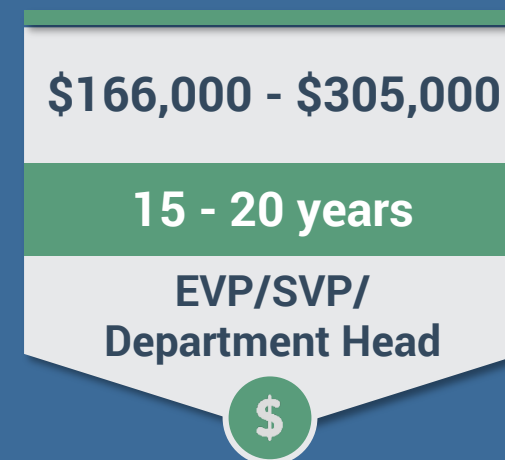 $166,000 - $305,000
15 - 20 years
EVP/SVP/
Department Head
$